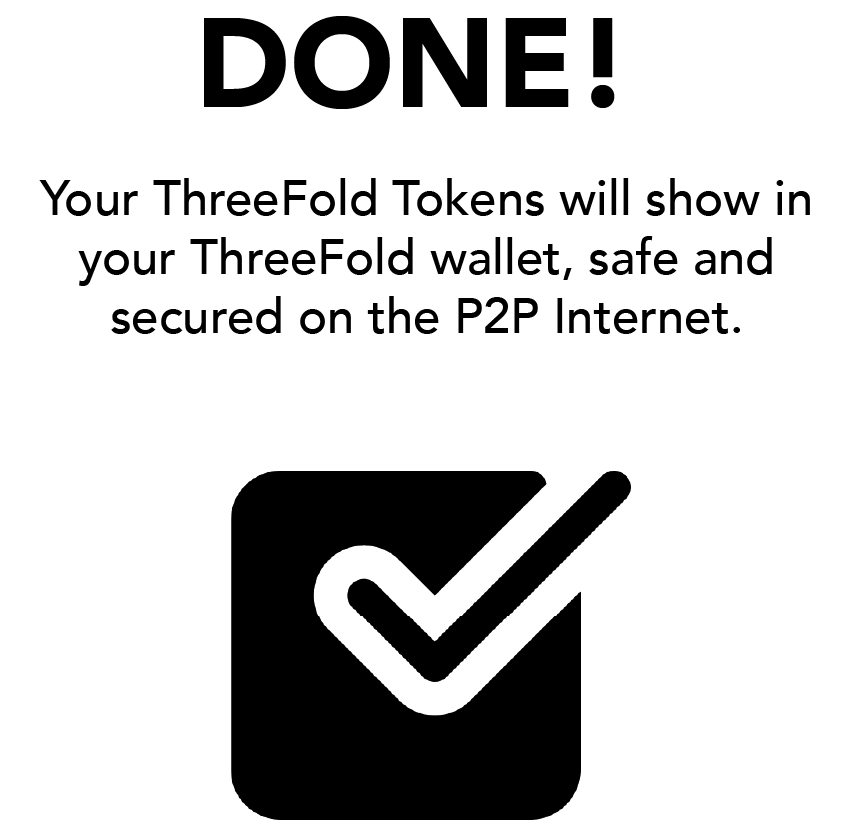 DONE!
Your ThreeFold Tokens will show in
your ThreeFold wallet, safe and
secured on the P2P Internet.